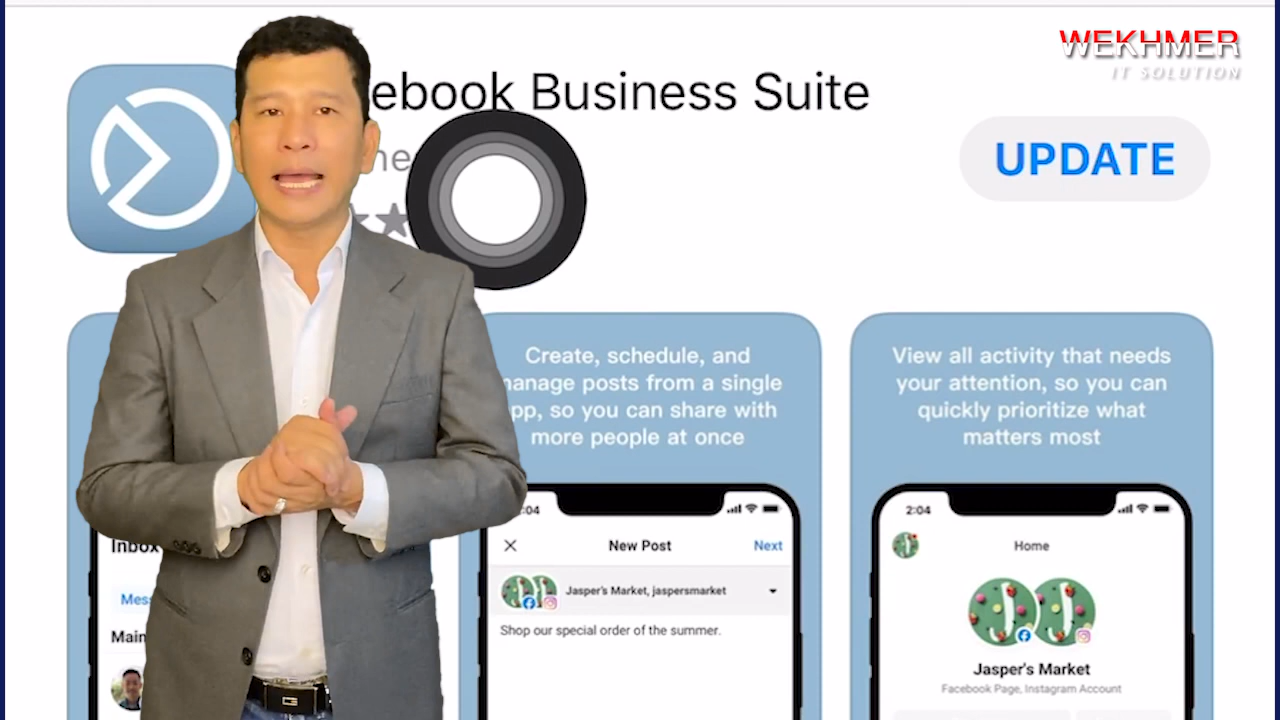 WEKHMER
IT SOLUTION
ebook Business Suite
UPDATE
Create, schedule, and
anage posts from a single
pp, so you can share with
more people at once
View all activity that needs
your attention, so you can
quickly prioritize what
matters most
:04
New Post
Next
Jasper's Market, jaspersmarket
Shop our special order of the summer.
2:04
Home
Jasper's Market
Facebook Page, Instagram Account
Inbox
Mess
Main